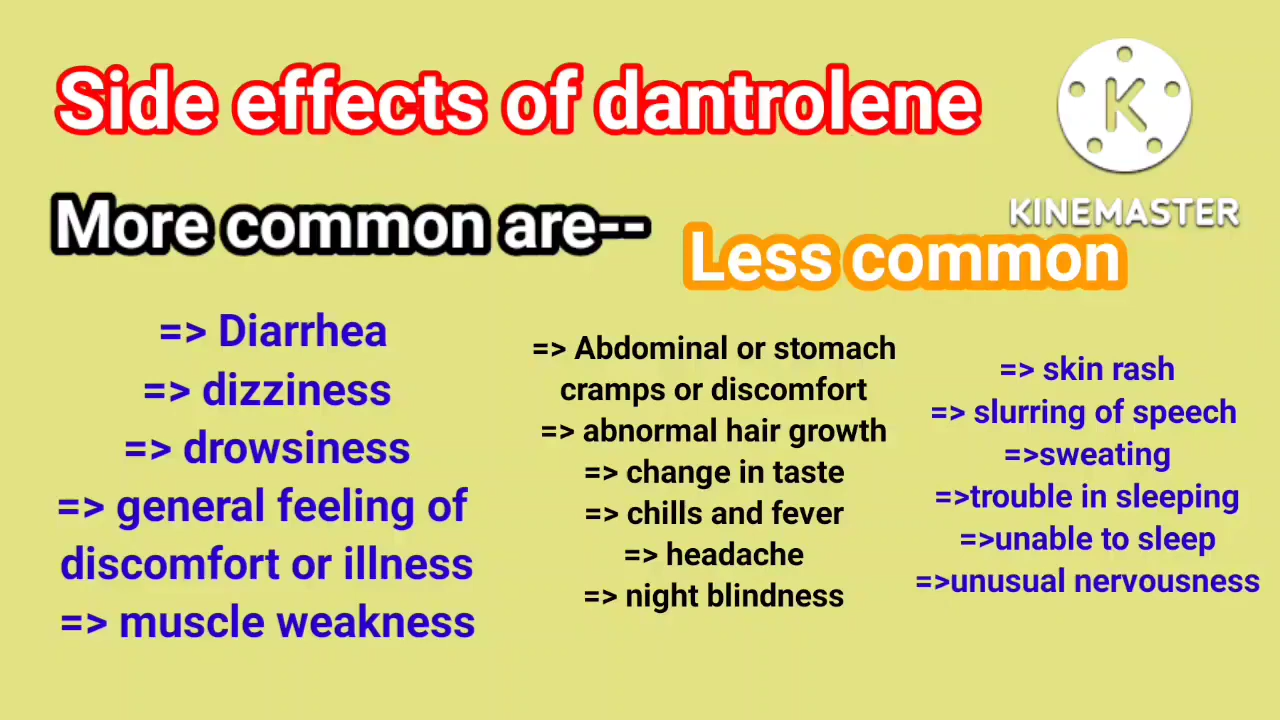 Side effects of dantrolene
K
KINEMASTER
More common are--
Less common
=> Diarrhea
=> dizziness
=> drowsiness
=> general feeling of
discomfort or illness
=> muscle weakness
=> Abdominal or stomach
cramps or discomfort
=> abnormal hair growth
=> change in taste
=> chills and fever
=> headache
=> night blindness
=> skin rash
=> slurring of speech
=>sweating
=>trouble in sleeping
=>unable to sleep
=>unusual nervousness